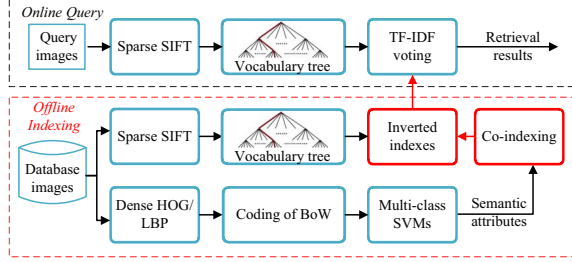 Online Query
Query
images
Sparse SIFT
Vocabulary tree
TF-IDF
voting
Retrieval
results
Offline
Indexing
Database
images
Sparse SIFT
Vocabulary tree
Inverted
indexes
Co-indexing
Dense HOG/
LBP
Coding of BoW
Multi-class
SVMs
Semantic
attributes